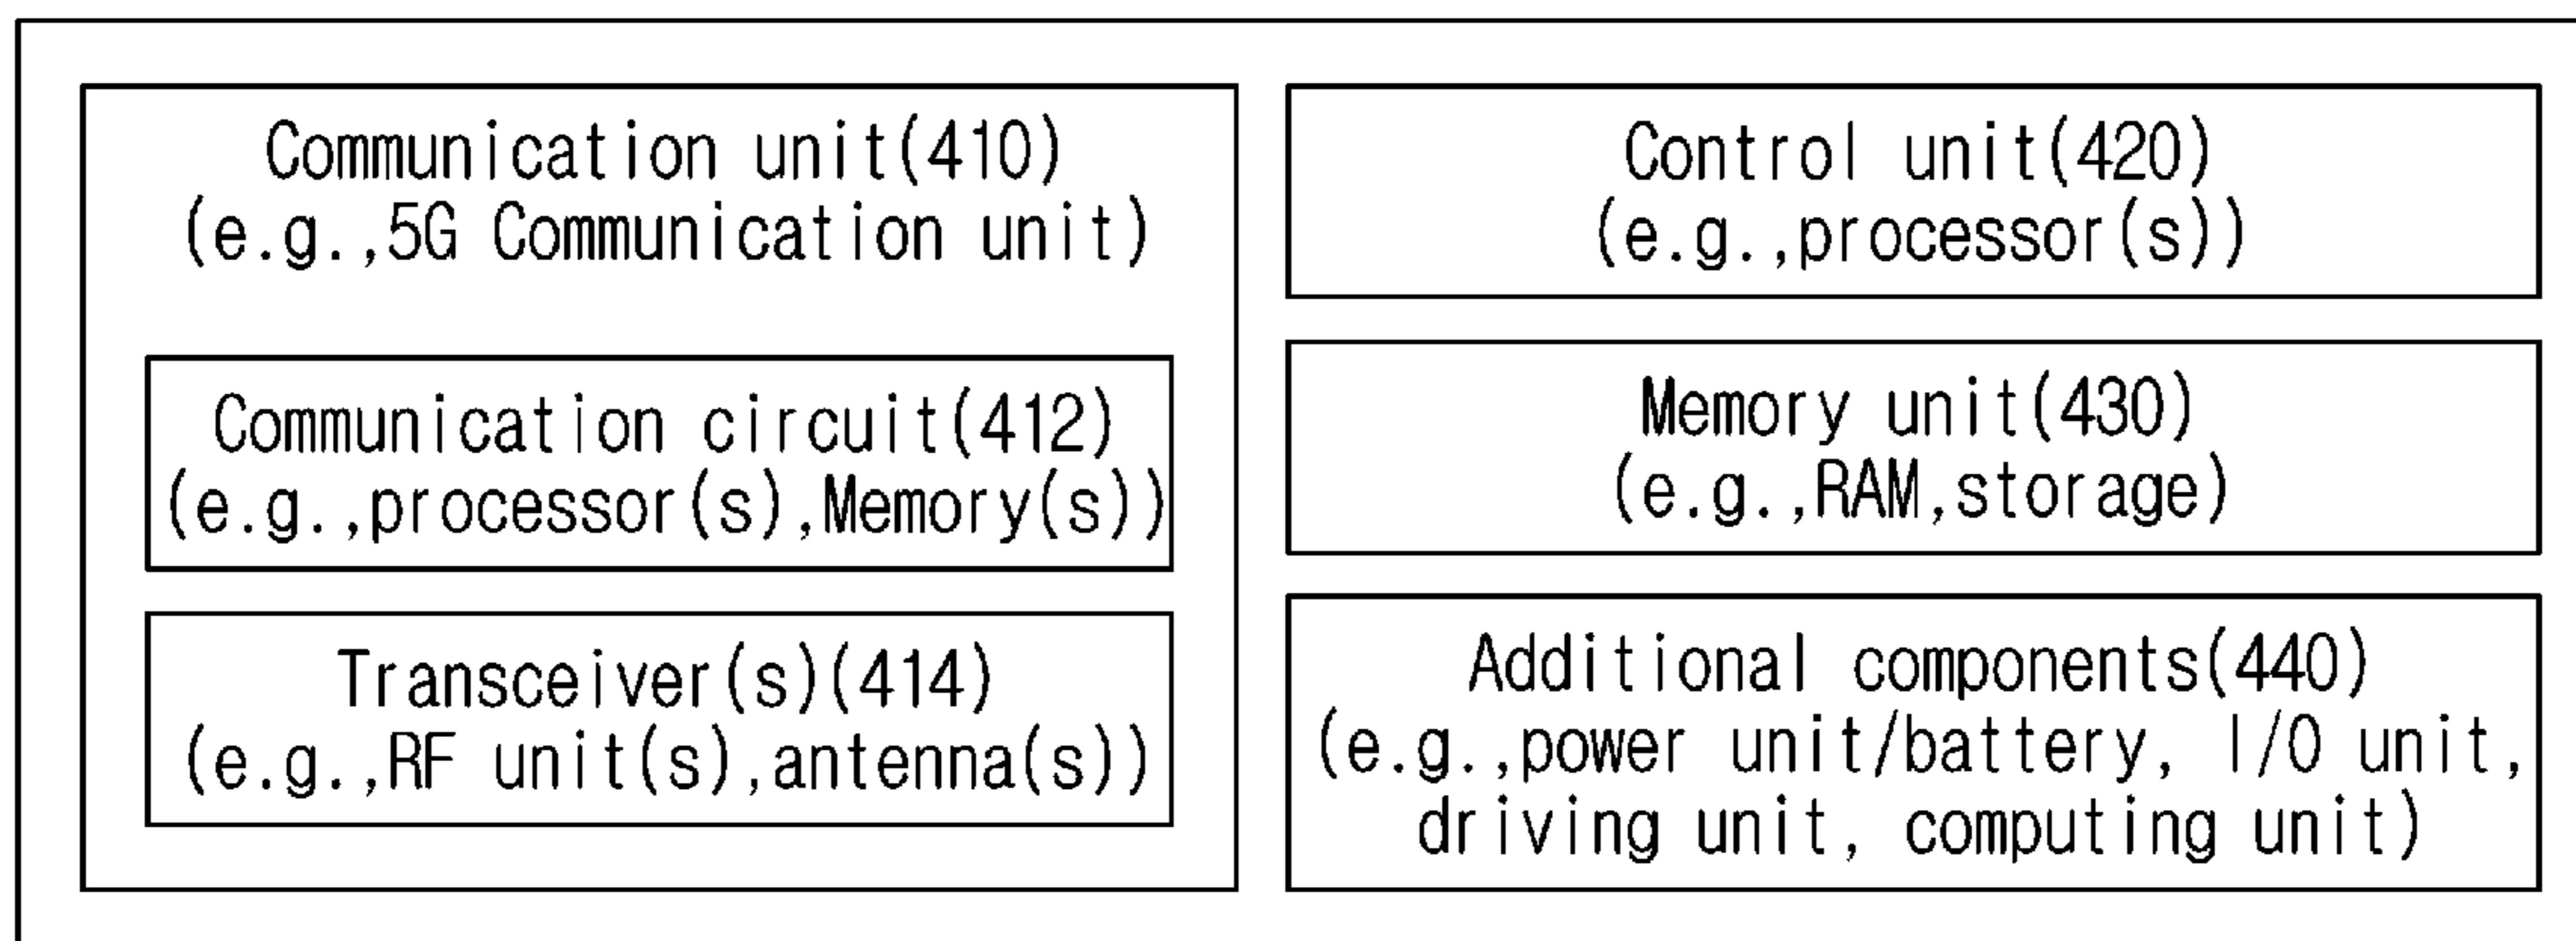 Communication unit(410)
(e.g.,5G Communication unit)
Communication circuit(412)
(e.g.,processor(s),Memory(s))
Transceiver(s)(414)
(e.g.,RF unit(s),antenna(s))
Control unit(420)
(e.g.,processor(s))
Memory unit(430)
(e.g.,RAM,storage)
Additional components(440)
(e.g.,power unit/battery, I/O unit,
driving unit, computing unit)